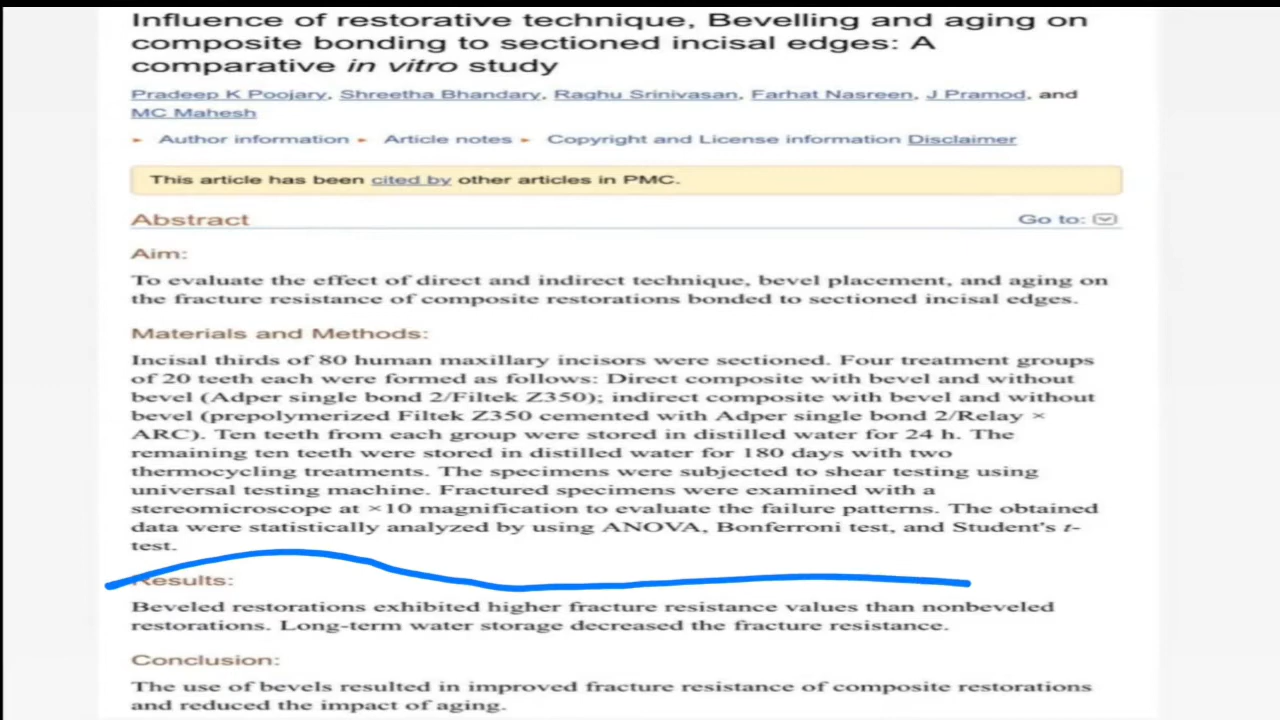 Influence of restorative technique, Bevelling and aging on
composite bonding to sectioned incisal edges: A
comparative in vitro study
Pradeep K Poojary, Shreetha Bhandary, Raghu Srinivasan, Farhat Nasreen, J Pramod, and
MC Mahesh
Author information Article notes Copyright and License information Disclaimer
This article has been cited by other articles in PMC.
Abstract Go to:
Aim:
To evaluate the effect of direct and indirect technique, bevel placement, and aging on
the fracture resistance of composite restorations bonded to sectioned incisal edges.
Materials and Methods:
Incisal thirds of 80 human maxillary incisors were sectioned. Four treatment groups
of 20 teeth each were formed as follows: Direct composite with bevel and without
bevel (Adper single bond 2/Filtek Z350); indirect composite with bevel and without
bevel (prepolymerized Filtek Z350 cemented with Adper single bond 2/Relay ×
ARC). Ten teeth from each group were stored in distilled water for 24 h. The
remaining ten teeth were stored in distilled water for 180 days with two
thermocycling treatments. The specimens were subjected to shear testing using
universal testing machine. Fractured specimens were examined with a
stereomicroscope at ×10 magnification to evaluate the failure patterns. The obtained
data were statistically analyzed by using ANOVA, Bonferroni test, and Student's t-
test.
Results:
Beveled restorations exhibited higher fracture resistance values than nonbeveled
restorations. Long-term water storage decreased the fracture resistance.
Conclusion:
The use of bevels resulted in improved fracture resistance of composite restorations
and reduced the impact of aging.